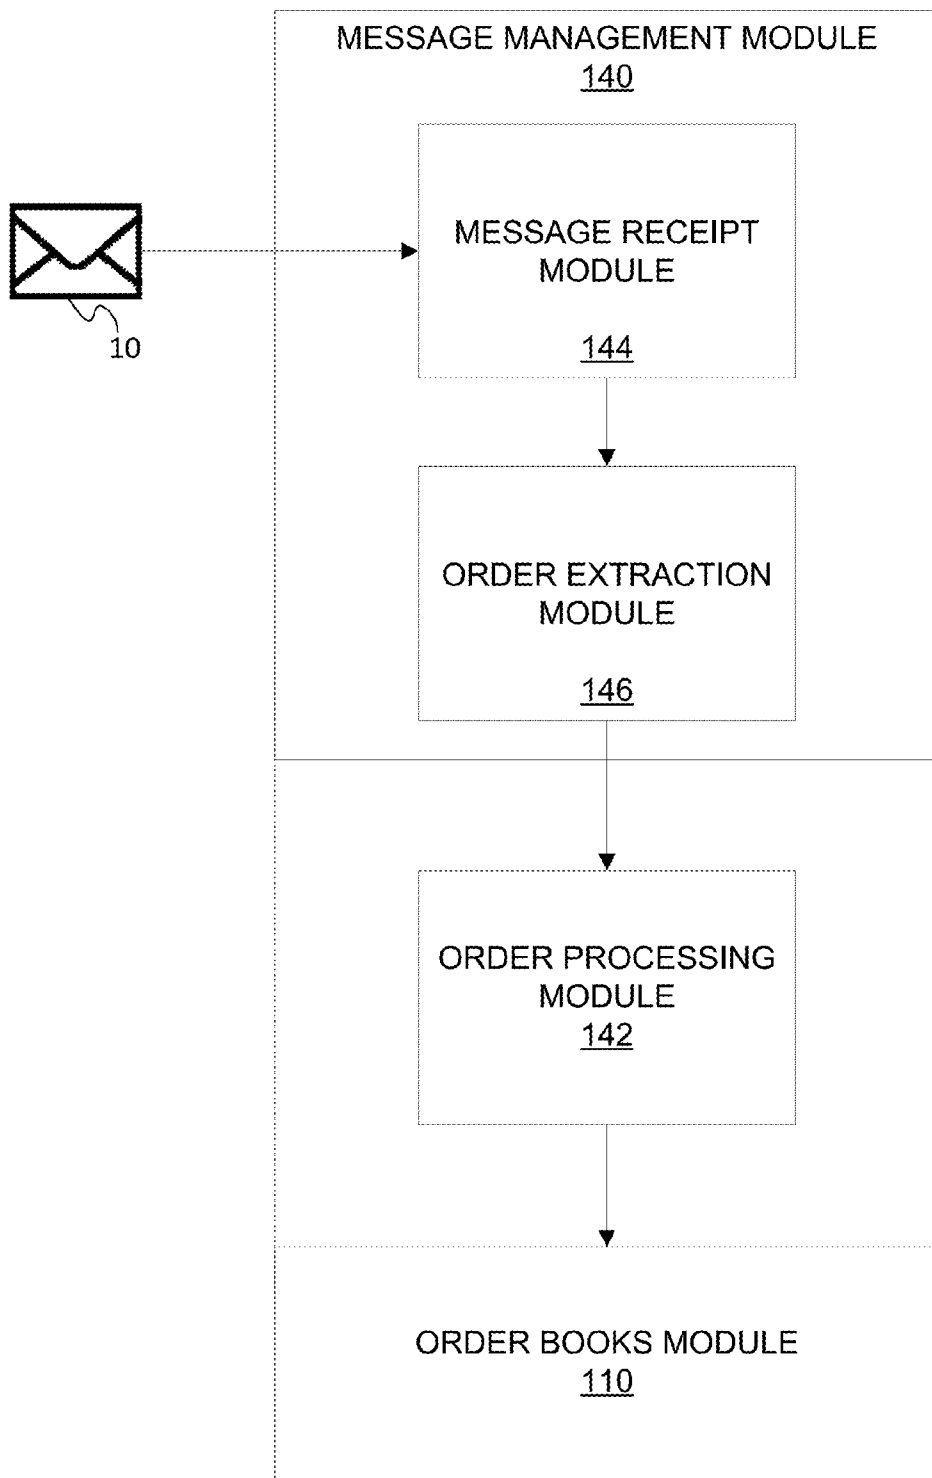 MESSAGE MANAGEMENT MODULE
140
MESSAGE RECEIPT
MODULE
144
10
ORDER EXTRACTION
MODULE
146
ORDER PROCESSING
MODULE
142
ORDER BOOKS MODULE
110